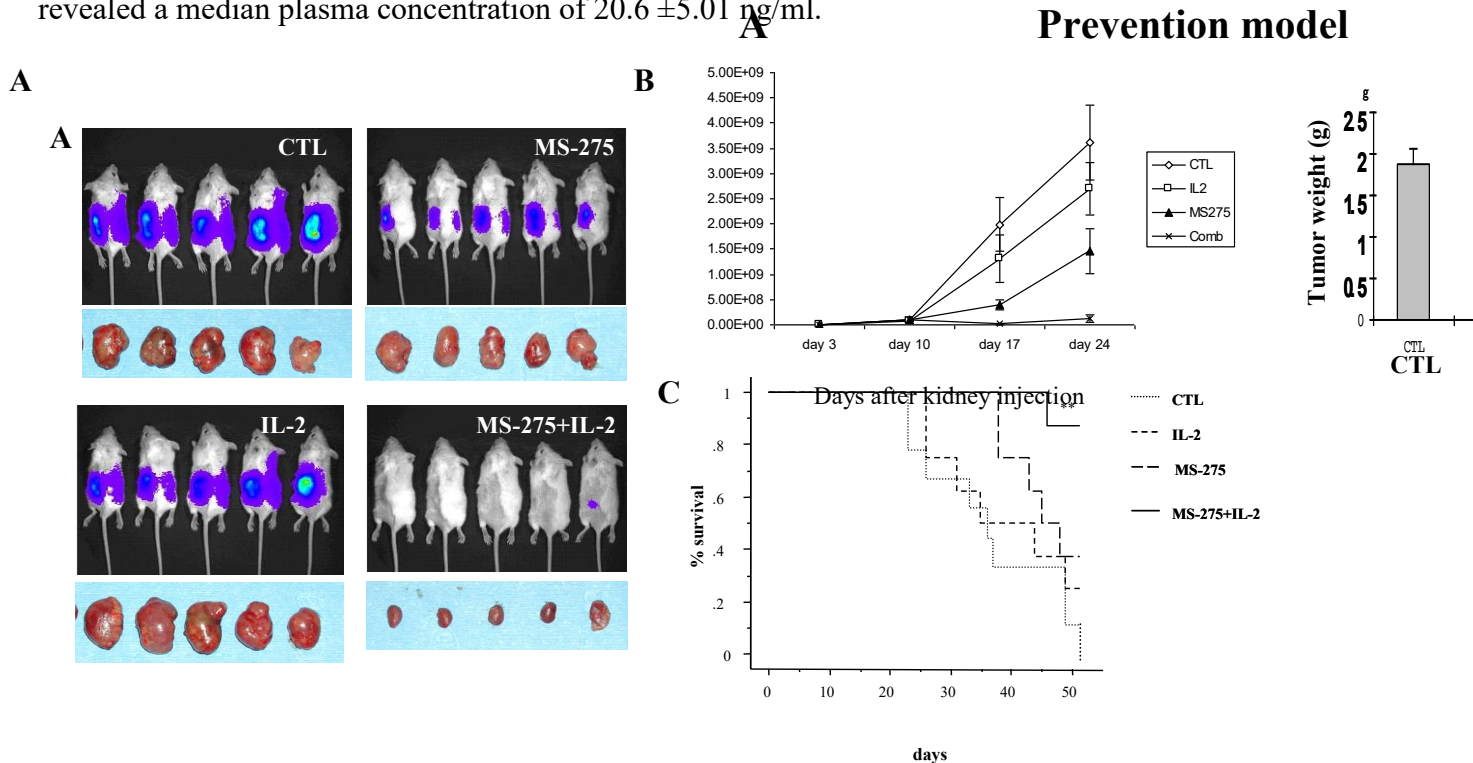 revealed a median plasma concentration of 20.6 ±5.01 ng/ml.
A
Prevention model
A
B
A
CTL
MS-275
IL-2
MS-275+IL-2
5.00E+09
4.50E+09
4.00E+09
3.50E+09
3.00E+09
2.50E+09
2.00E+09
1.50E+09
1.00E+09
5.00E+08
0.00E+00
day 3
day 10
day 17
day 24
CTL
IL2
MS275
Comb
g
Tumor weight (g)
25
2
1.5
1
0.5
0
CTL
CTL
C
Days after kidney injection
**
% survival
1
.8
.6
.4
.2
0
0
10
20
30
40
50
days
CTL
IL-2
MS-275
MS-275+IL-2